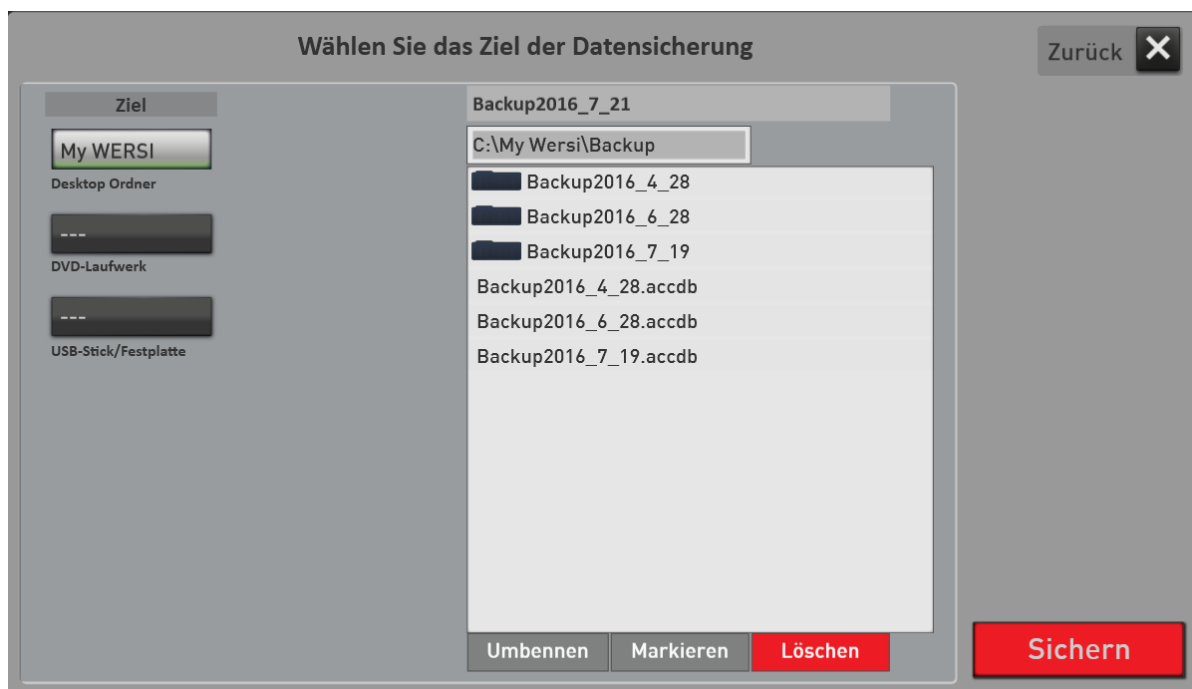 Wählen Sie das Ziel der Datensicherung
Zurück
Ziel
My WERSI
Desktop Ordner
---
DVD-Laufwerk
---
USB-Stick/Festplatte
Backup2016_7_21
C:\My Wersi\Backup
Backup2016_4_28
Backup2016_6_28
Backup2016_7_19
Backup2016_4_28.accdb
Backup2016_6_28.accdb
Backup2016_7_19.accdb
Umbennen Markieren Löschen
Sichern